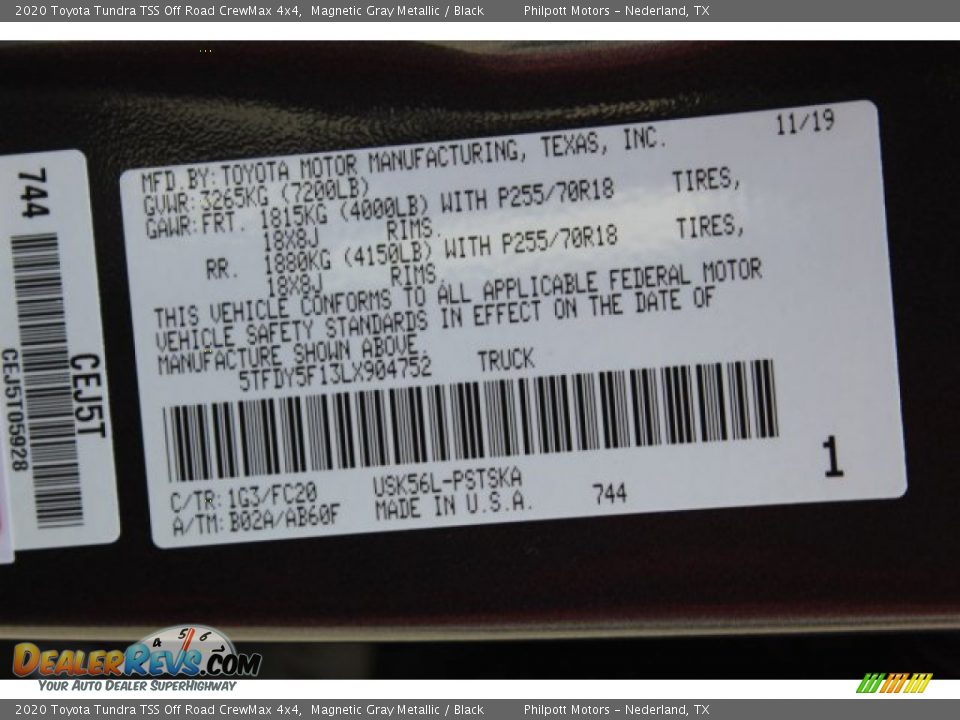 2020 Toyota Tundra TSS Off Road CrewMax 4x4, Magnetic Gray Metallic / Black Philpott Motors – Nederland, TX
744
CEJ5T
CEJ5T05928
11/19
MFD.BY:TOYOTA MOTOR MANUFACTURING, TEXAS, INC.
GVWR:3265KG (7200LB)
GAWR:FRT. 1815KG (4000LB) WITH P255/70R18 TIRES,
18X8J RIMS.
RR. 1880KG (4150LB) WITH P255/70R18 TIRES,
18X8J RIMS.
THIS VEHICLE CONFORMS TO ALL APPLICABLE FEDERAL MOTOR
VEHICLE SAFETY STANDARDS IN EFFECT ON THE DATE OF
MANUFACTURE SHOWN ABOVE.
5TFDY5F13LX904752 TRUCK
1
C/TR:1G3/FC20 USK56L-PSTSKA
A/TM:B02A/AB60F MADE IN U.S.A. 744
4 5 6
DEALERREVS.COM
YOUR AUTO DEALER SUPERHIGHWAY
2020 Toyota Tundra TSS Off Road CrewMax 4x4, Magnetic Gray Metallic / Black Philpott Motors – Nederland, TX